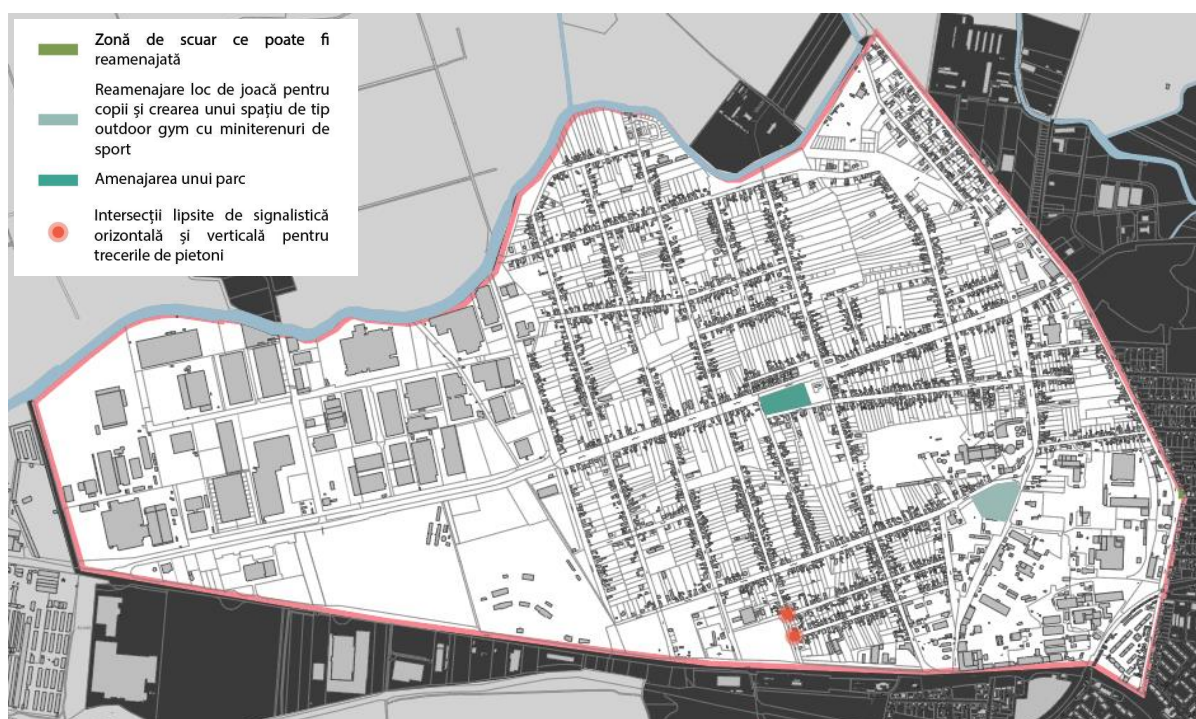 Zonă de scuar ce poate fi
reamenajată
Reamenajare loc de joacă pentru
copii și crearea unui spațiu de tip
outdoor gym cu miniterenuri de
sport
Amenajarea unui parc
Intersecții lipsite de signalistică
orizontală și verticală pentru
trecerile de pietoni